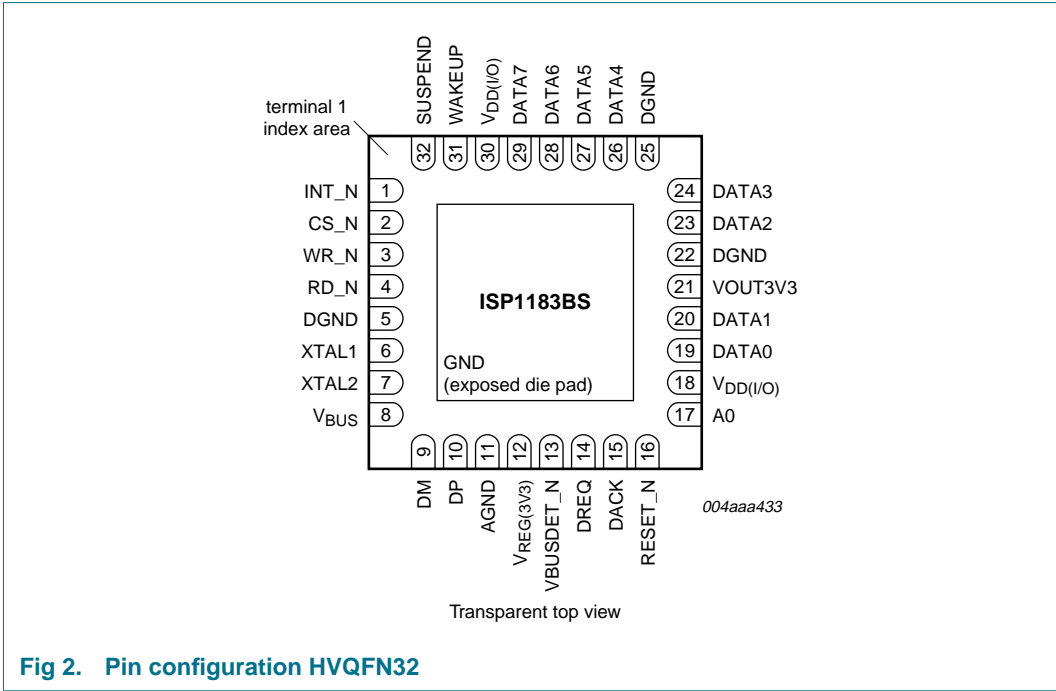 SUSPEND
WAKEUP
VDD(I/O)
DATA7
DATA6
DATA5
DATA4
DGND
terminal 1
index area
32 31 30 29 28 27 26 25
INT_N 1
CS_N 2
WR_N 3
RD_N 4
DGND 5
XTAL1 6
XTAL2 7
VBUS 8
ISP1183BS
GND
(exposed die pad)
24 DATA3
23 DATA2
22 DGND
21 VOUT3V3
20 DATA1
19 DATA0
18 VDD(I/O)
17 A0
9 10 11 12 13 14 15 16
DM
DP
AGND
VREG(3V3)
VBUSDET_N
DREQ
DACK
RESET_N
004aaa433
Transparent top view
Fig 2. Pin configuration HVQFN32